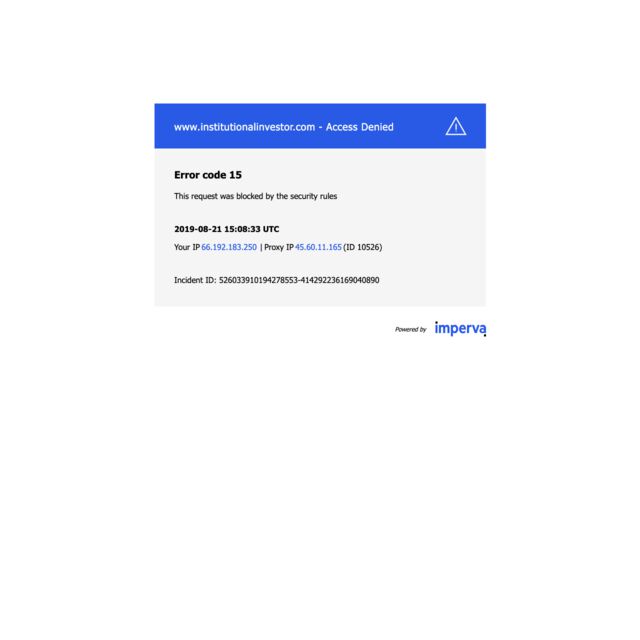 www.institutionalinvestor.com - Access Denied
Error code 15
This request was blocked by the security rules
2019-08-21 15:08:33 UTC
Your IP 66.192.183.250 | Proxy IP 45.60.11.165 (ID 10526)
Incident ID: 526033910194278553-414292236169040890
Powered by imperva